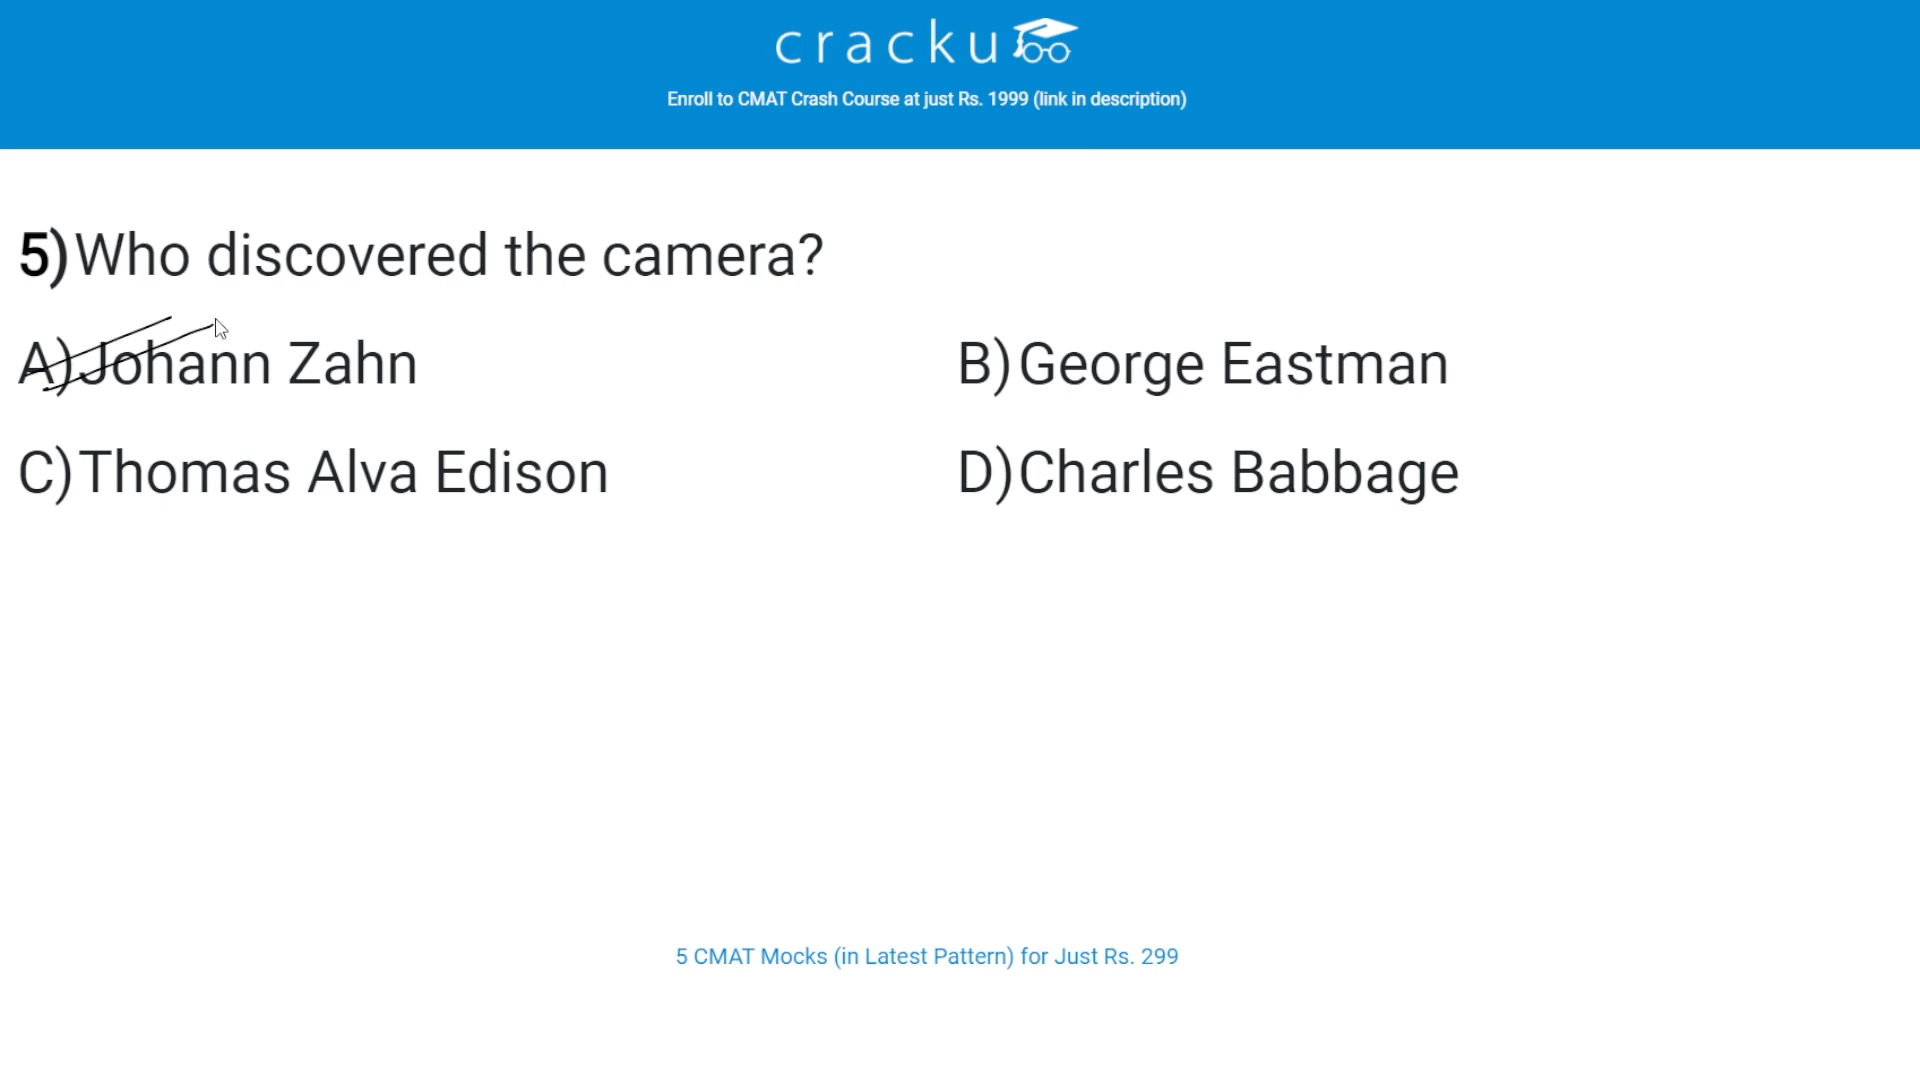 cracku
Enroll to CMAT Crash Course at just Rs. 1999 (link in description)
5) Who discovered the camera?
A) Johann Zahn
B) George Eastman
C) Thomas Alva Edison
D) Charles Babbage
5 CMAT Mocks (in Latest Pattern) for Just Rs. 299